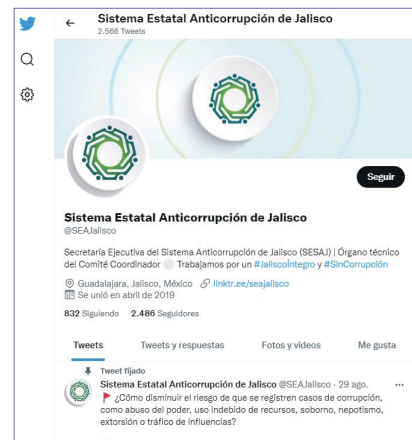 Sistema Estatal Anticorrupción de Jalisco
2.566 Tweets
Seguir
Sistema Estatal Anticorrupción de Jalisco
@SEAJalisco
Secretaría Ejecutiva del Sistema Anticorrupción de Jalisco (SESAJ) | Órgano técnico
del Comité Coordinador Trabajamos por un #JaliscoÍntegro y #SinCorrupción
Guadalajara, Jalisco, México linktr.ee/seajalisco
Se unió en abril de 2019
832 Siguiendo 2.486 Seguidores
Tweets Tweets y respuestas Fotos y videos Me gusta
Tweet fijado
Sistema Estatal Anticorrupción de Jalisco @SEAJalisco · 29 ago. ...
¿Cómo disminuir el riesgo de que se registren casos de corrupción,
como abuso del poder, uso indebido de recursos, soborno, nepotismo,
extorsión o tráfico de Influencias?